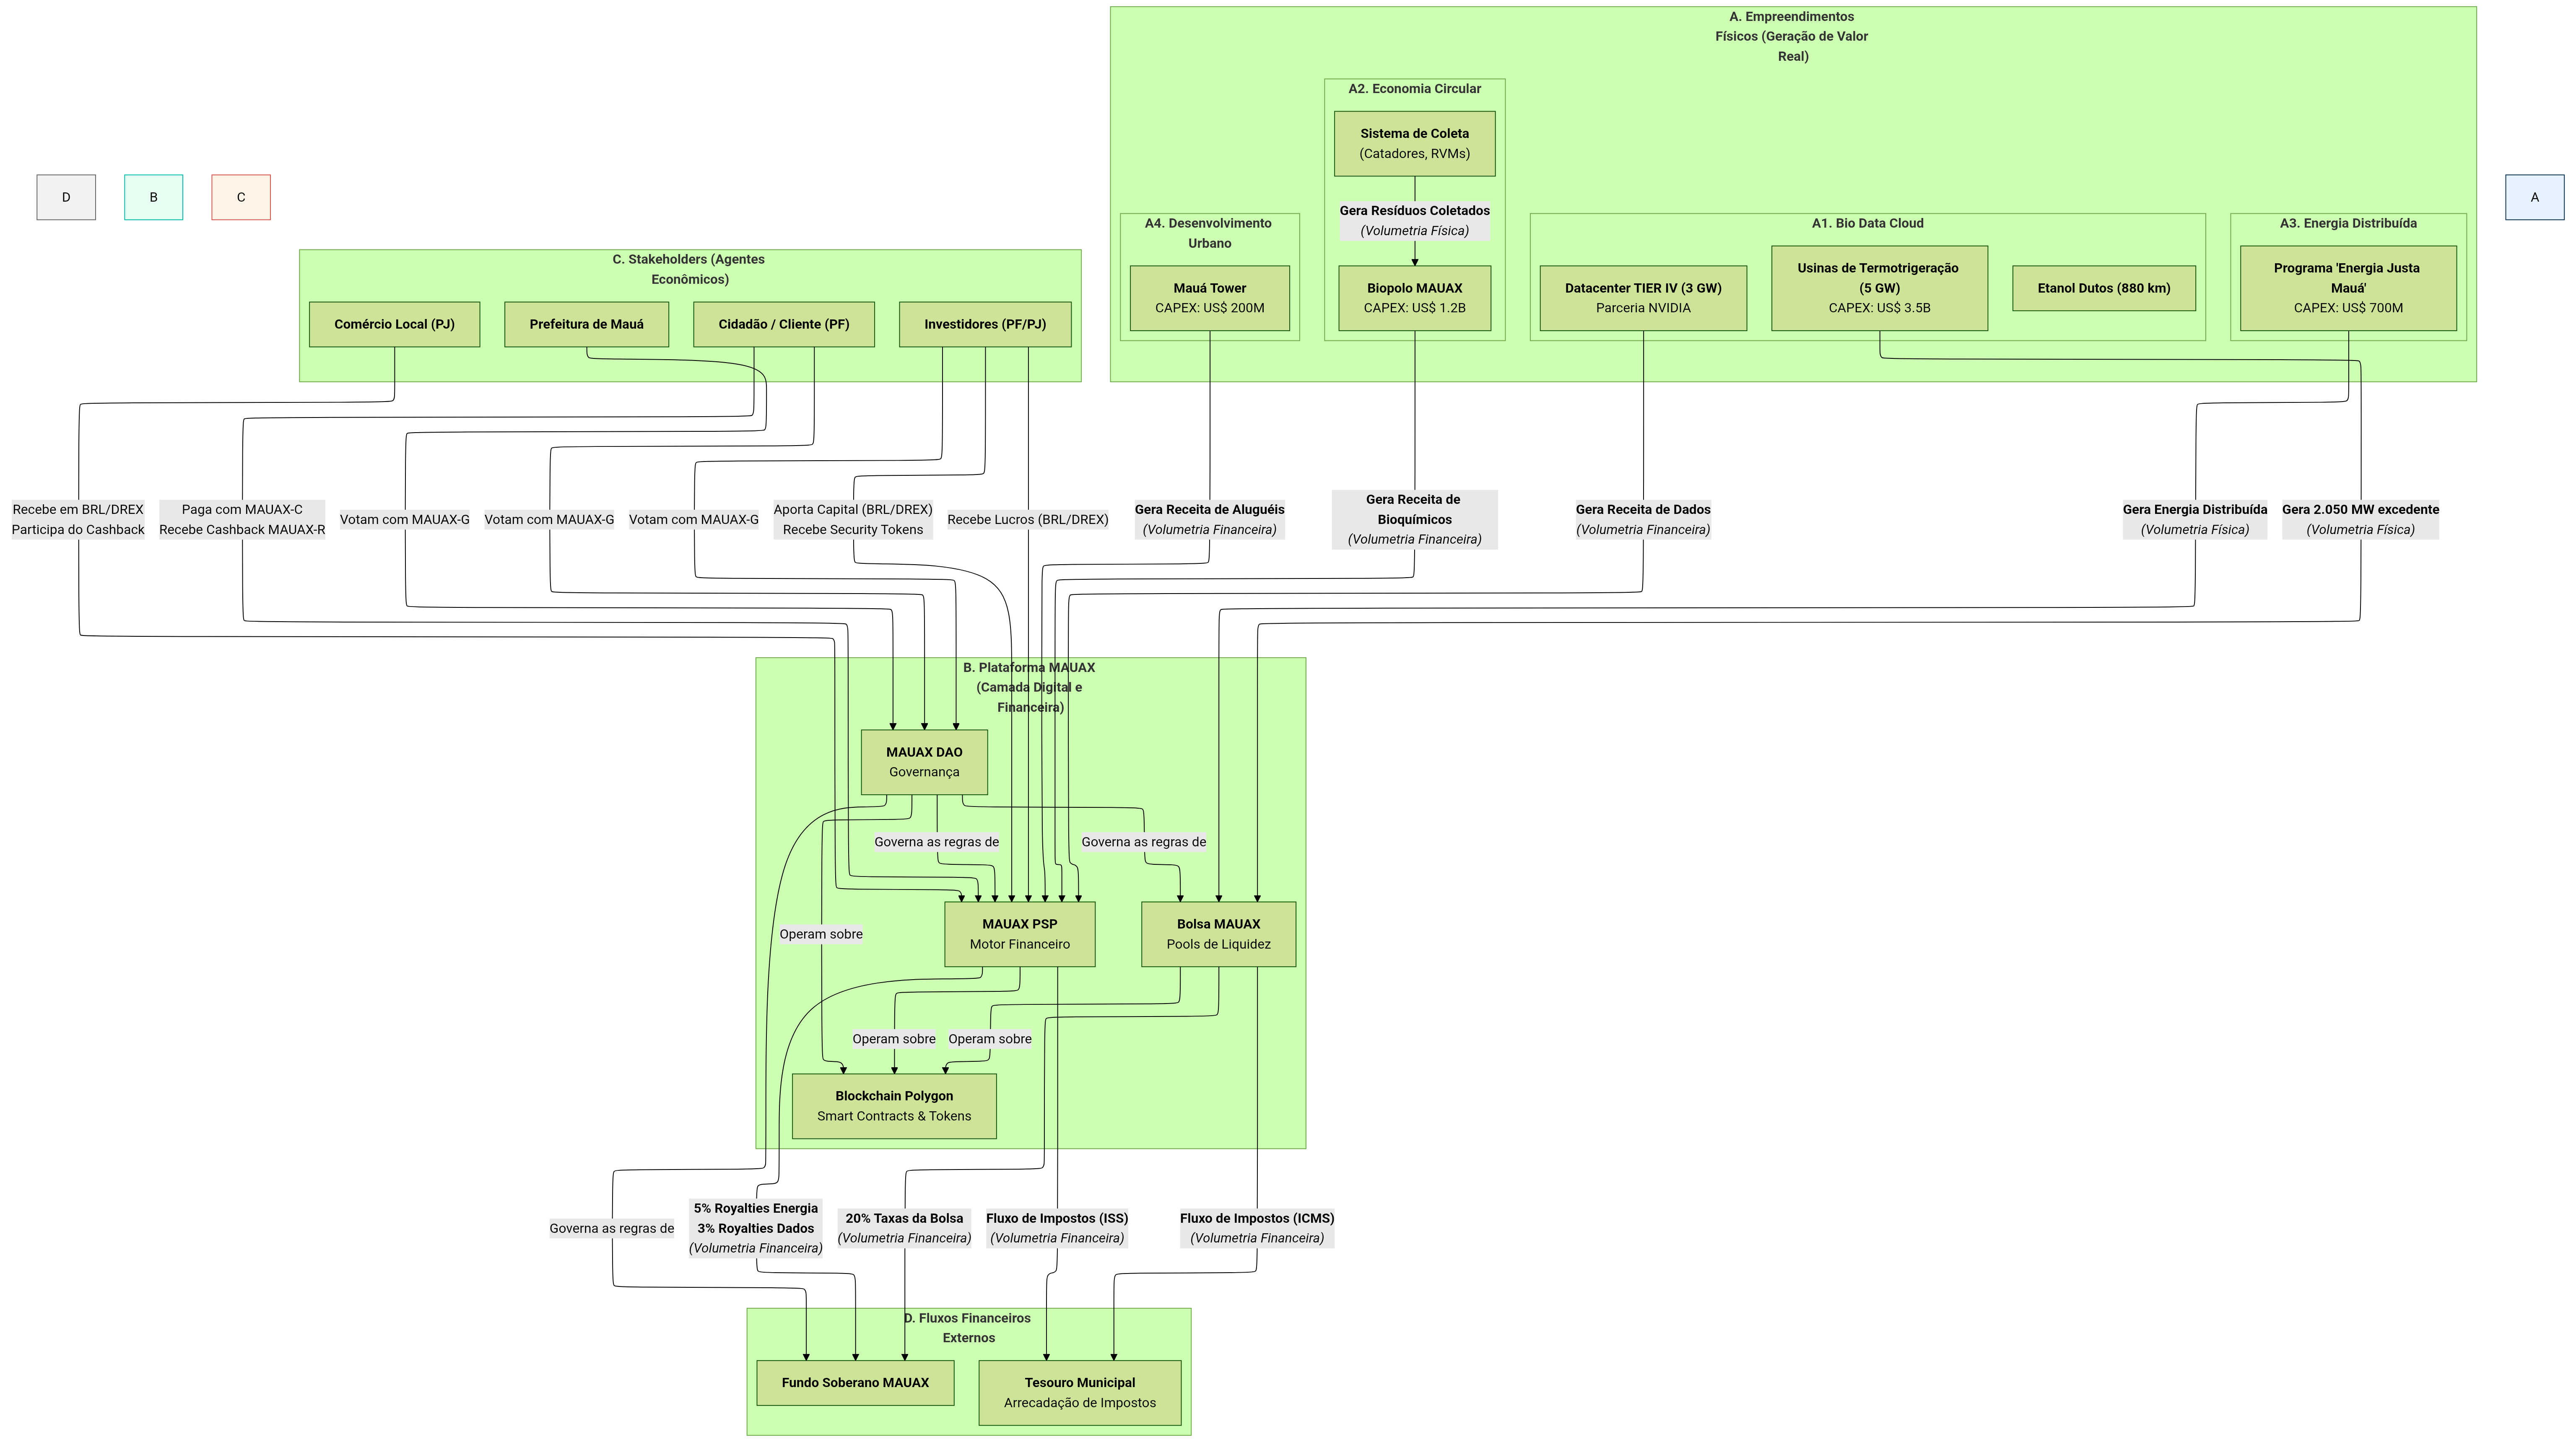 A. Empreendimentos
Físicos (Geração de Valor
Real)
A2. Economia Circular
Sistema de Coleta
(Catadores, RVMs)
Gera Resíduos Coletados
(Volumetria Física)
Biopolo MAUAX
CAPEX: US$ 1.2B
A4. Desenvolvimento
Urbano
Mauá Tower
CAPEX: US$ 200M
A1. Bio Data Cloud
Datacenter TIER IV (3 GW)
Parceria NVIDIA
Usinas de Termotrigeração
(5 GW)
CAPEX: US$ 3.5B
Etanol Dutos (880 km)
A3. Energia Distribuída
Programa 'Energia Justa
Mauá'
CAPEX: US$ 700M
D
B
C
A
C. Stakeholders (Agentes
Econômicos)
Comércio Local (PJ)
Prefeitura de Mauá
Cidadão / Cliente (PF)
Investidores (PF/PJ)
Recebe em BRL/DREX
Participa do Cashback
Paga com MAUAX-C
Recebe Cashback MAUAX-R
Votam com MAUAX-G
Votam com MAUAX-G
Votam com MAUAX-G
Aporta Capital (BRL/DREX)
Recebe Security Tokens
Recebe Lucros (BRL/DREX)
Gera Receita de Aluguéis
(Volumetria Financeira)
Gera Receita de
Bioquímicos
(Volumetria Financeira)
Gera Receita de Dados
(Volumetria Financeira)
Gera Energia Distribuída
(Volumetria Física)
Gera 2.050 MW excedente
(Volumetria Física)
B. Plataforma MAUAX
(Camada Digital e
Financeira)
MAUAX DAO
Governança
Governa as regras de
Governa as regras de
Operam sobre
MAUAX PSP
Motor Financeiro
Bolsa MAUAX
Pools de Liquidez
Operam sobre
Operam sobre
Blockchain Polygon
Smart Contracts & Tokens
Governa as regras de
5% Royalties Energia
3% Royalties Dados
(Volumetria Financeira)
20% Taxas da Bolsa
(Volumetria Financeira)
Fluxo de Impostos (ISS)
(Volumetria Financeira)
Fluxo de Impostos (ICMS)
(Volumetria Financeira)
D. Fluxos Financeiros
Externos
Fundo Soberano MAUAX
Tesouro Municipal
Arrecadação de Impostos